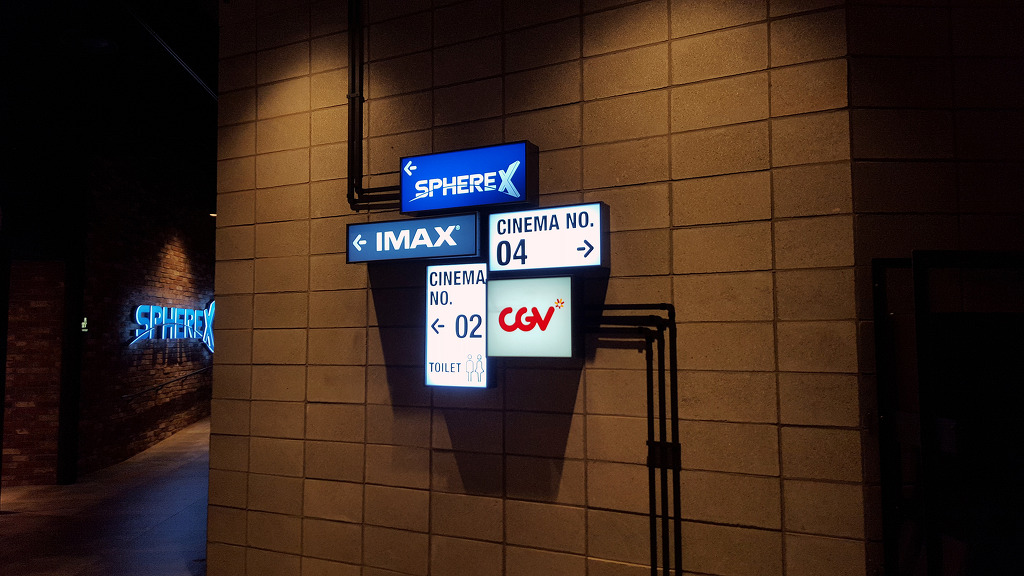 ← SPHEREX
← IMAX®
CINEMA NO.
04 →
CINEMA
NO.
← 02
TOILET
CGV
SPHEREX